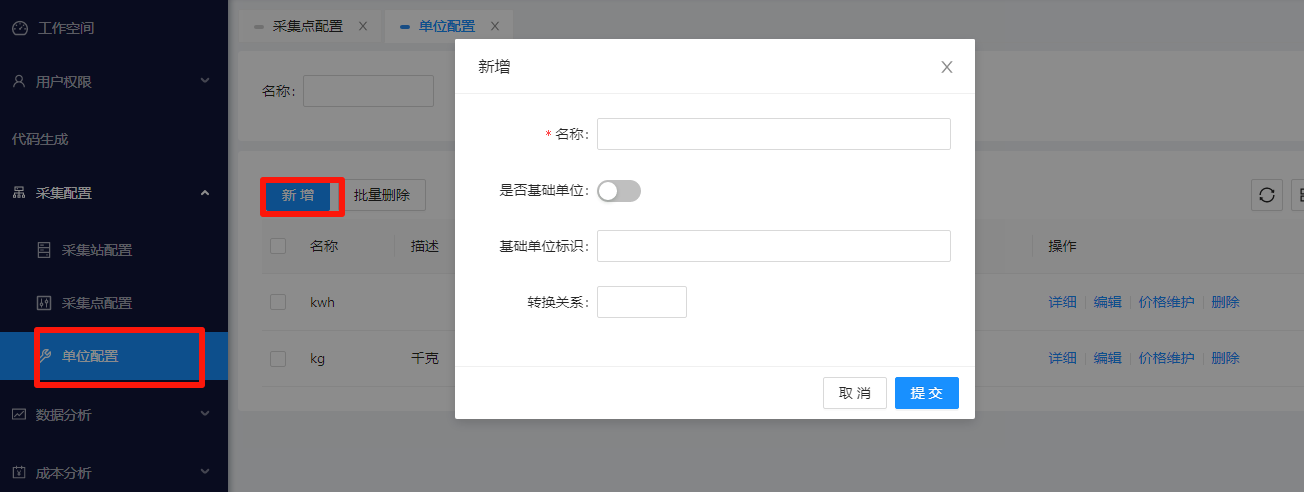 工作空间
用户权限
代码生成
采集配置
采集站配置
采集点配置
单位配置
数据分析
成本分析
采集点配置
单位配置
名称:
新 增
批量删除
名称
描述
操作
kwh
详细 编辑 价格维护 删除
kg
千克
详细 编辑 价格维护 删除
新增
* 名称:
是否基础单位:
基础单位标识:
转换关系:
取 消
提 交